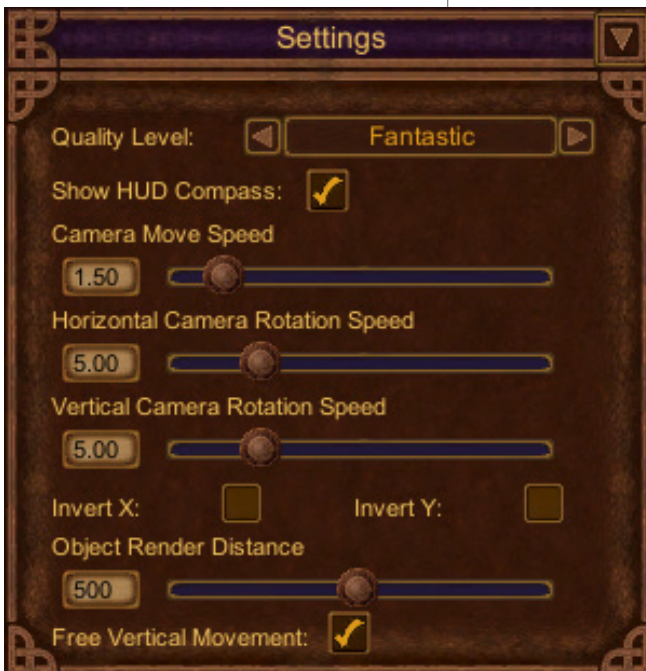 Settings
Quality Level: Fantastic
Show HUD Compass:
Camera Move Speed
1.50
Horizontal Camera Rotation Speed
5.00
Vertical Camera Rotation Speed
5.00
Invert X: Invert Y:
Object Render Distance
500
Free Vertical Movement: